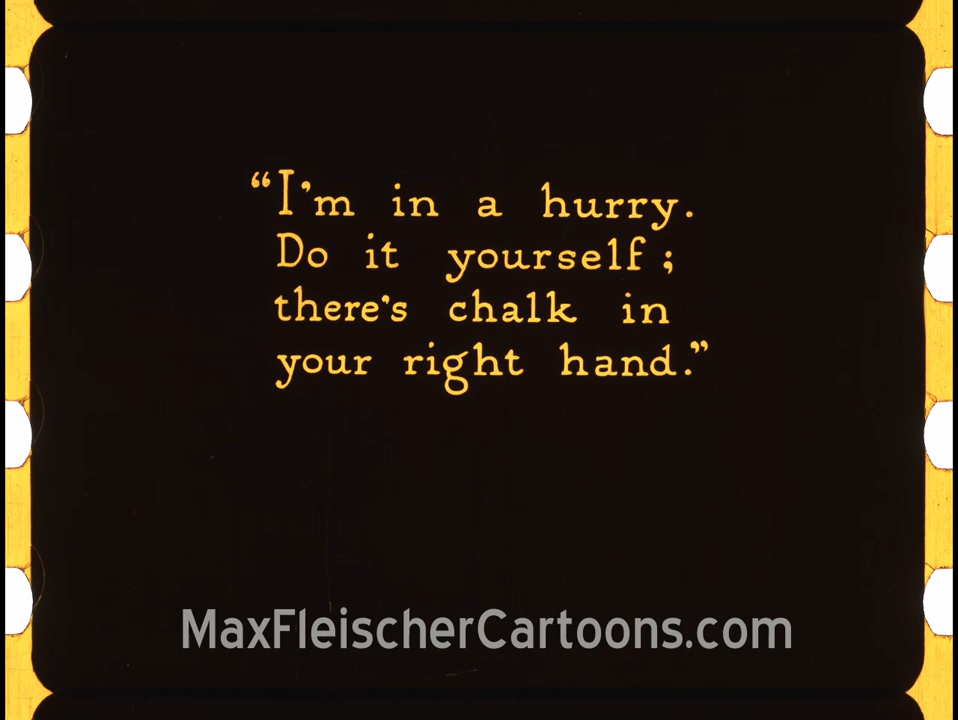 “I’m in a hurry.
Do it yourself;
there’s chalk in
your right hand.”
MaxFleischerCartoons.com